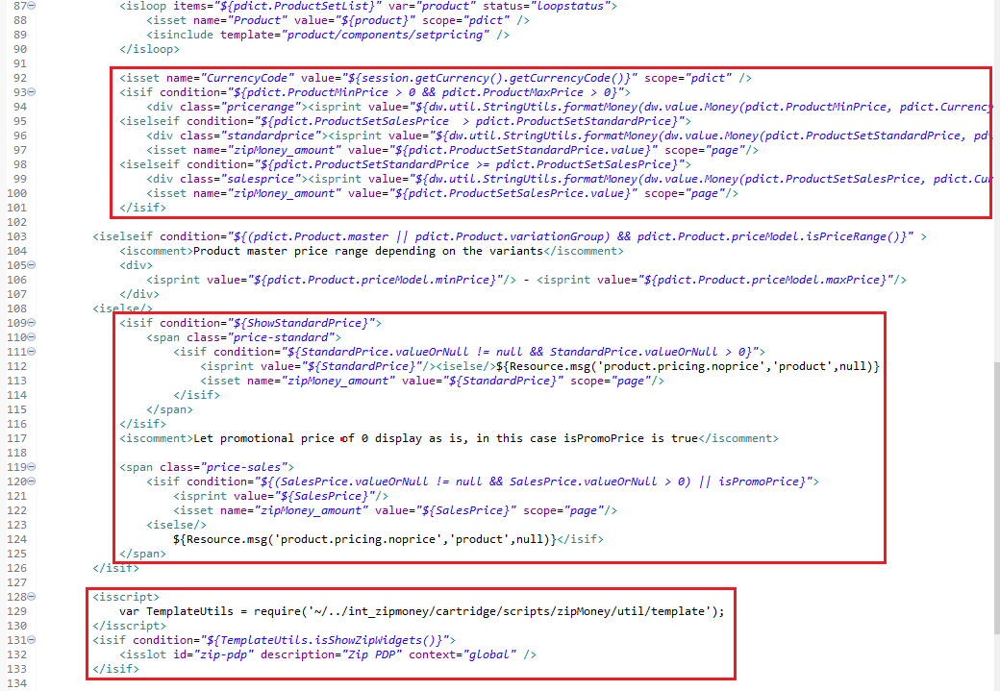 87 <isloop items="${pdict.ProductSetList}" var="product" status="loopstatus">
88 <isset name="Product" value="${product}" scope="pdict" />
89 <isinclude template="product/components/setpricing" />
90 </isloop>
91
92 <isset name="CurrencyCode" value="${session.getCurrency().getCurrencyCode()}" scope="pdict" />
93 <isif condition="${pdict.ProductMinPrice > 0 && pdict.ProductMaxPrice > 0}">
94 <div class="pricerange"><isprint value="${dw.util.StringUtils.formatMoney(dw.value.Money(pdict.ProductMinPrice, pdict.Currency
95 <iselseif condition="${pdict.ProductSetSalesPrice  > pdict.ProductSetStandardPrice}">
96 <div class="standardprice"><isprint value="${dw.util.StringUtils.formatMoney(dw.value.Money(pdict.ProductSetStandardPrice, pd
97 <isset name="zipMoney_amount" value="${pdict.ProductSetStandardPrice.value}" scope="page"/>
98 <iselseif condition="${pdict.ProductSetStandardPrice >= pdict.ProductSetSalesPrice}">
99 <div class="salesprice"><isprint value="${dw.util.StringUtils.formatMoney(dw.value.Money(pdict.ProductSetSalesPrice, pdict.Cur
100 <isset name="zipMoney_amount" value="${pdict.ProductSetSalesPrice.value}" scope="page"/>
101 </isif>
102
103 <iselseif condition="${(pdict.Product.master || pdict.Product.variationGroup) && pdict.Product.priceModel.isPriceRange()}" >
104 <iscomment>Product master price range depending on the variants</iscomment>
105 <div>
106 <isprint value="${pdict.Product.priceModel.minPrice}"/> - <isprint value="${pdict.Product.priceModel.maxPrice}"/>
107 </div>
108 <iselse/>
109 <isif condition="${ShowStandardPrice}">
110 <span class="price-standard">
111 <isif condition="${StandardPrice.valueOrNull != null && StandardPrice.valueOrNull > 0}">
112 <isprint value="${StandardPrice}"/><iselse/>${Resource.msg('product.pricing.noprice','product',null)}
113 <isset name="zipMoney_amount" value="${StandardPrice}" scope="page"/>
114 </isif>
115 </span>
116 </isif>
117 <iscomment>Let promotional price of 0 display as is, in this case isPromoPrice is true</iscomment>
118
119 <span class="price-sales">
120 <isif condition="${(SalesPrice.valueOrNull != null && SalesPrice.valueOrNull > 0) || isPromoPrice}">
121 <isprint value="${SalesPrice}"/>
122 <isset name="zipMoney_amount" value="${SalesPrice}" scope="page"/>
123 <iselse/>
124 ${Resource.msg('product.pricing.noprice','product',null)}</isif>
125 </span>
126 </isif>
127
128 <isscript>
129 var TemplateUtils = require('~/../int_zipmoney/cartridge/scripts/zipMoney/util/template');
130 </isscript>
131 <isif condition="${TemplateUtils.isShowZipWidgets()}">
132 <isslot id="zip-pdp" description="Zip PDP" context="global" />
133 </isif>
134